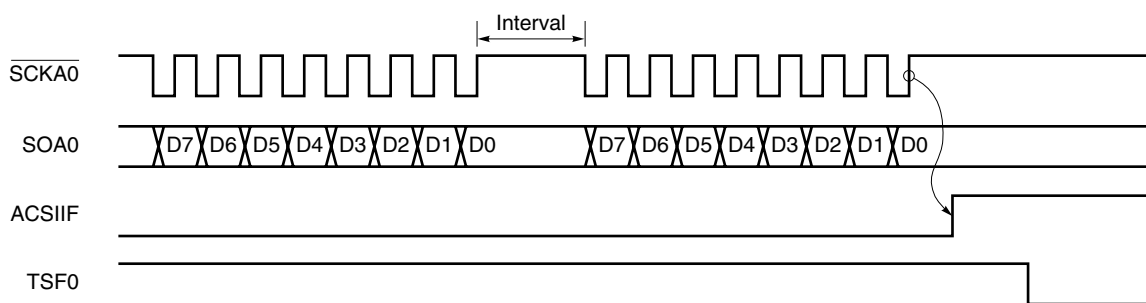 Interval
SCKA0
SOA0 D7 D6 D5 D4 D3 D2 D1 D0 D7 D6 D5 D4 D3 D2 D1 D0
ACSIIF
TSF0